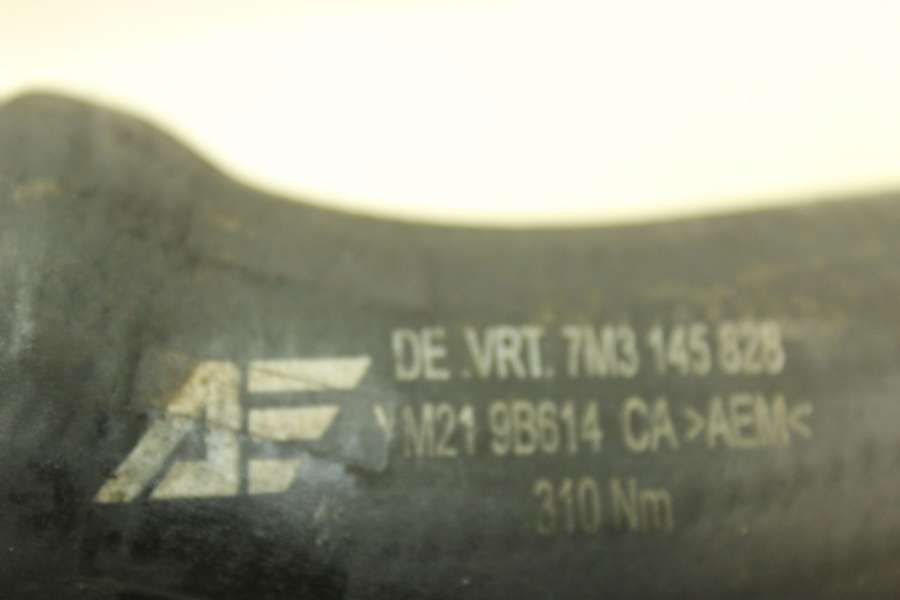 DE .VRT. 7M3 145 828
YM21 9B614 CA >AEM<
310 Nm